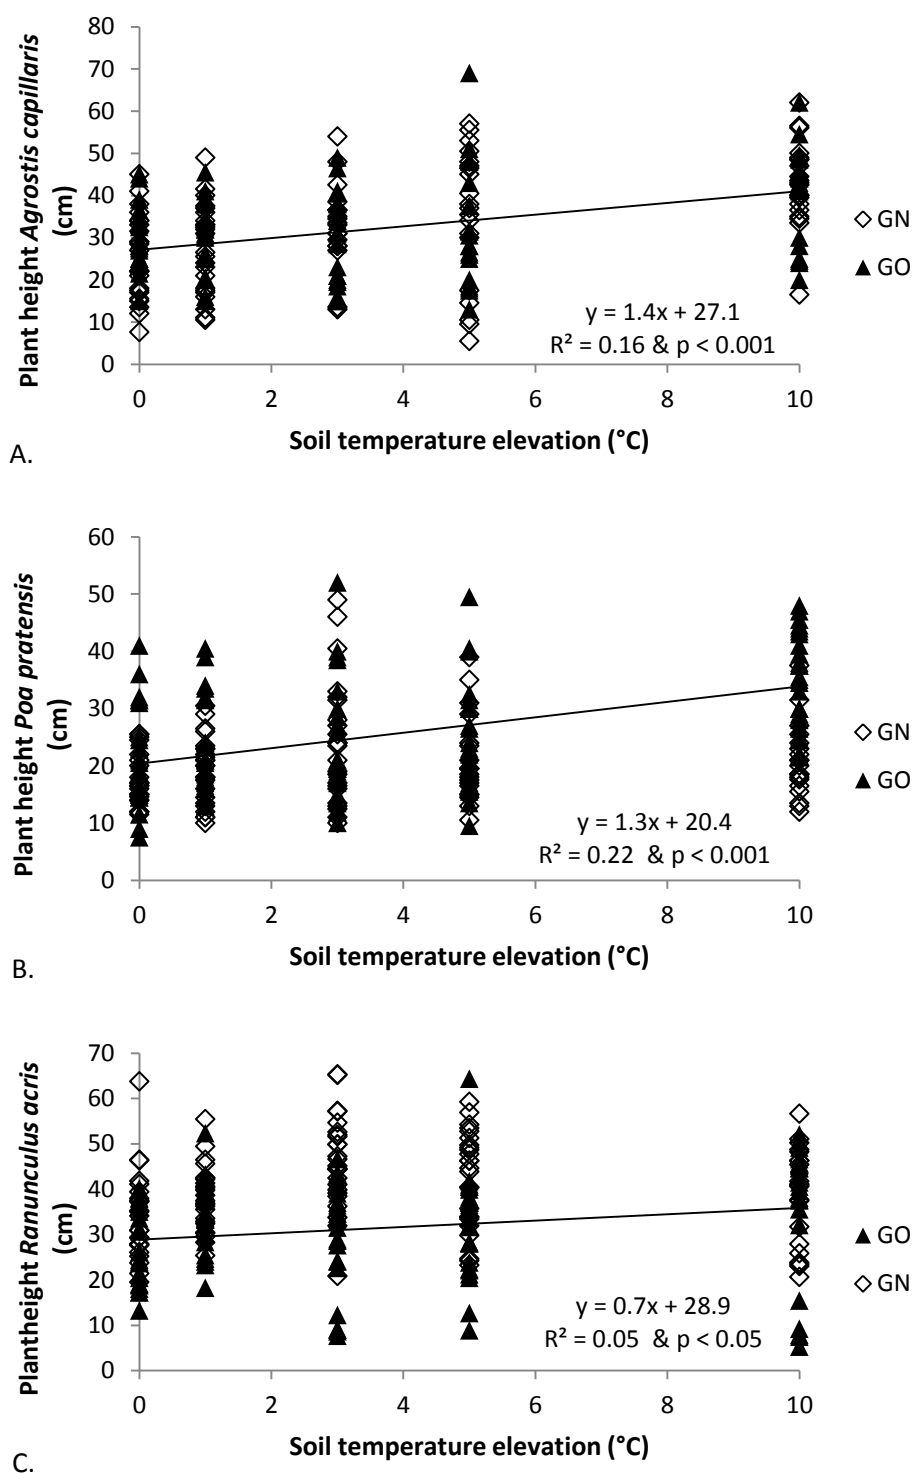 80
70
60
50
40
30
20
10
0
Plant height Agrostis capillaris
(cm)
GN
GO
y = 1.4x + 27.1
R² = 0.16 & p < 0.001
0 2 4 6 8 10
Soil temperature elevation (°C)
A.
60
50
40
30
20
10
0
Plant height Poa pratensis
(cm)
GN
GO
y = 1.3x + 20.4
R² = 0.22 & p < 0.001
0 2 4 6 8 10
Soil temperature elevation (°C)
B.
70
60
50
40
30
20
10
0
Plantheight Ranunculus acris
(cm)
GO
GN
y = 0.7x + 28.9
R² = 0.05 & p < 0.05
0 2 4 6 8 10
Soil temperature elevation (°C)
C.